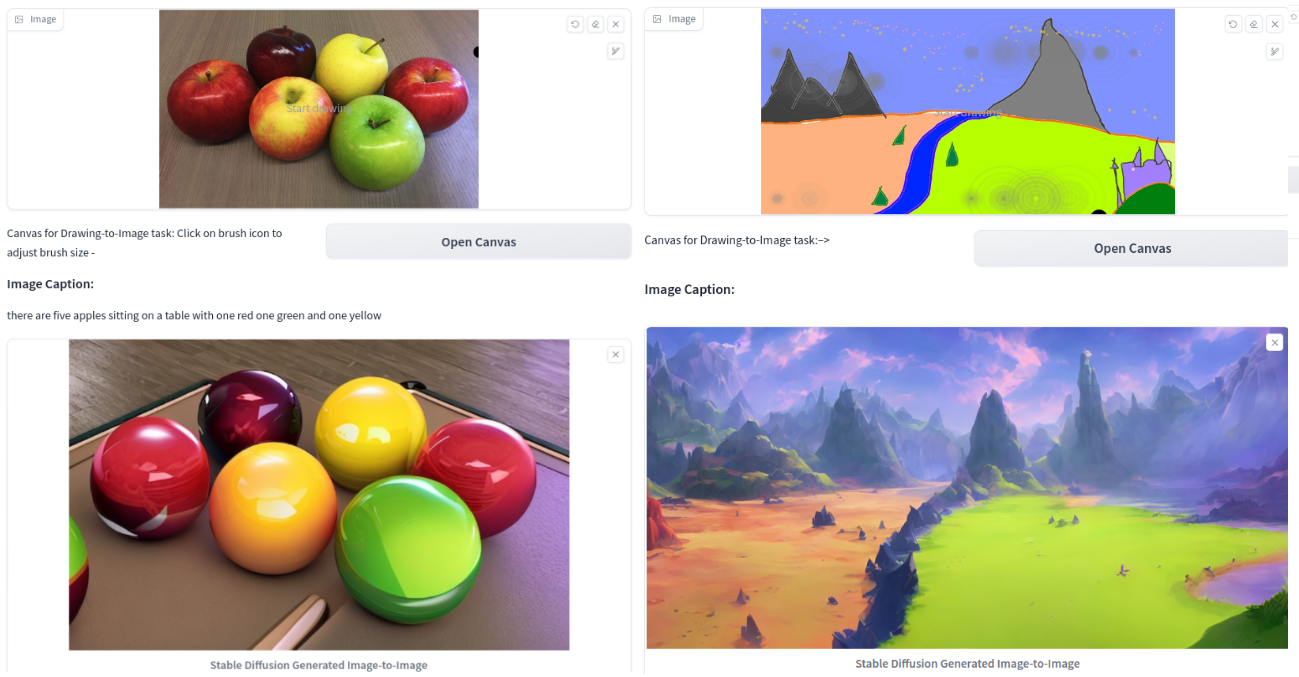 Image
Start drawing
Canvas for Drawing-to-Image task: Click on brush icon to
adjust brush size -
Open Canvas
Image Caption:
there are five apples sitting on a table with one red one green and one yellow
Stable Diffusion Generated Image-to-Image
Image
Start drawing
Canvas for Drawing-to-Image task:-->
Open Canvas
Image Caption:
Stable Diffusion Generated Image-to-Image